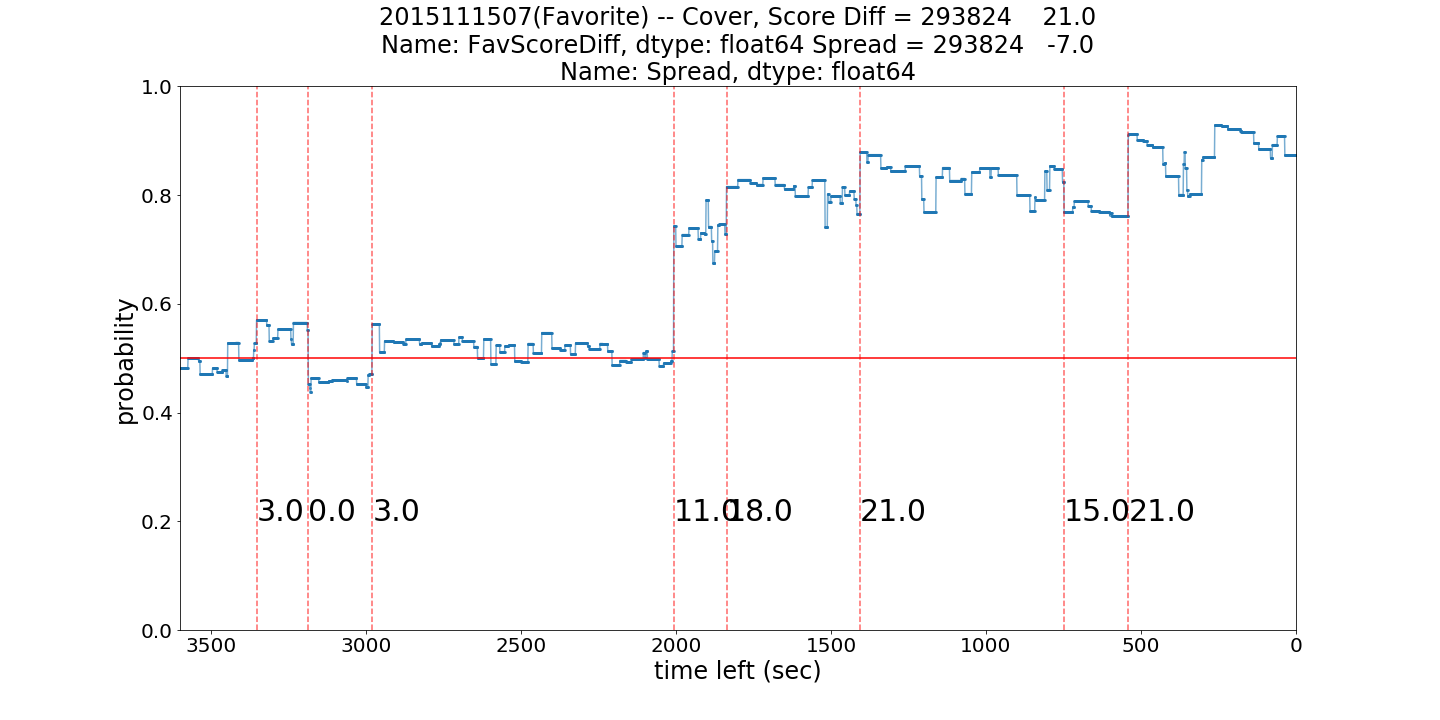 2015111507(Favorite) -- Cover, Score Diff = 293824    21.0
Name: FavScoreDiff, dtype: float64 Spread = 293824   -7.0
Name: Spread, dtype: float64
probability
1.0
0.8
0.6
0.4
0.2
0.0
3.0 0.0 3.0 11.0 18.0 21.0 15.0 21.0
3500 3000 2500 2000 1500 1000 500 0
time left (sec)